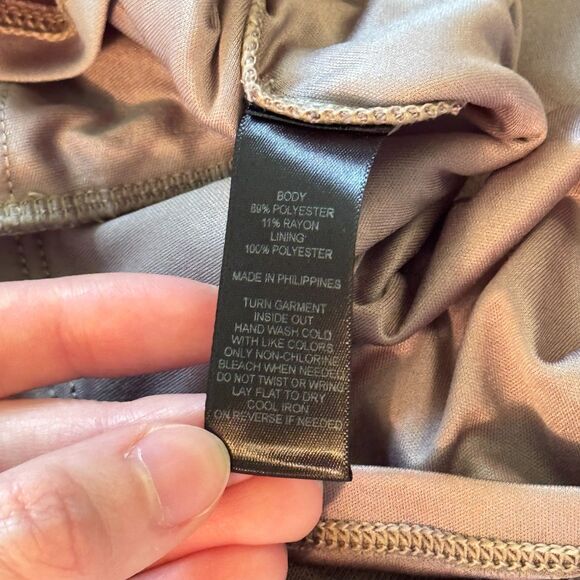 BODY
89% POLYESTER
11% RAYON
LINING
100% POLYESTER
MADE IN PHILIPPINES
TURN GARMENT
INSIDE OUT
HAND WASH COLD
WITH LIKE COLORS
ONLY NON-CHLORINE
BLEACH WHEN NEEDED
DO NOT TWIST OR WRING
LAY FLAT TO DRY
COOL IRON
ON REVERSE IF NEEDED